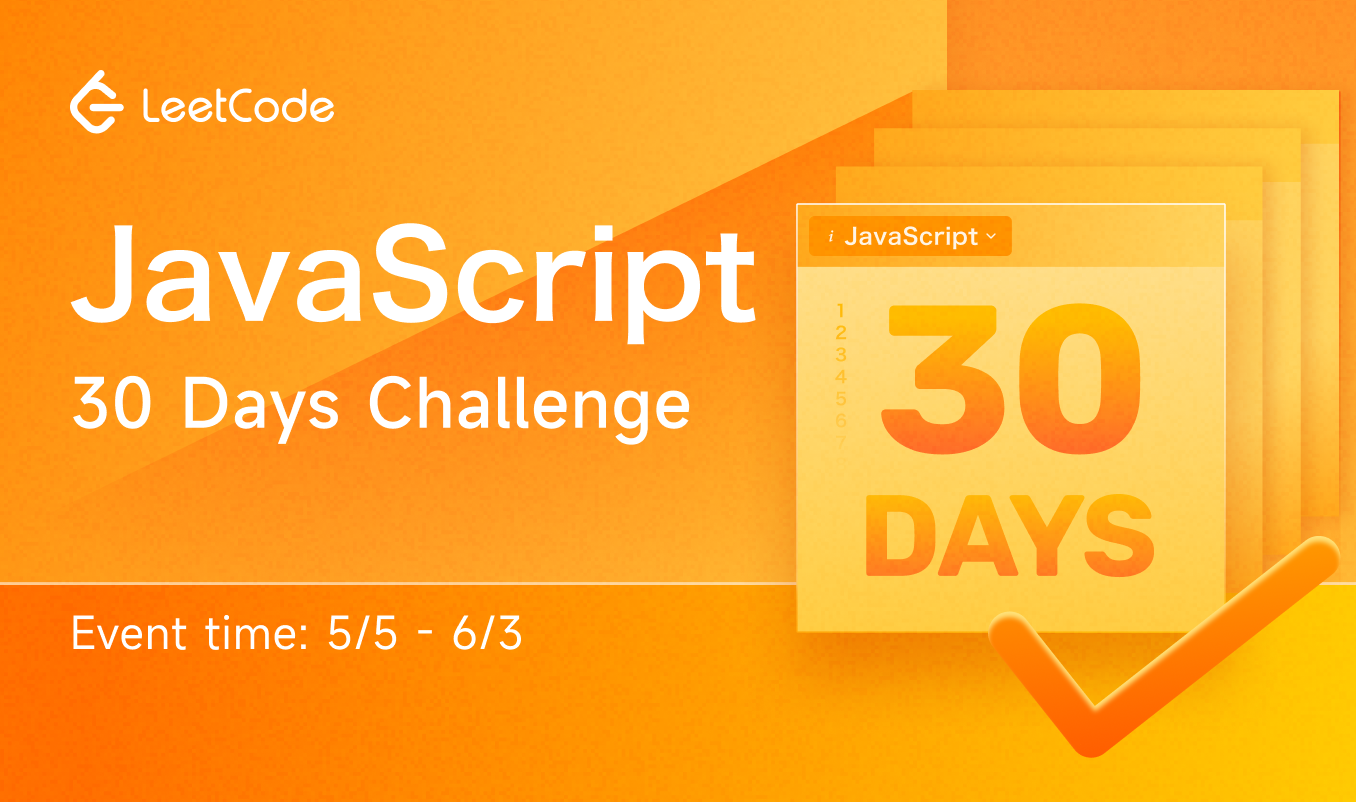 LeetCode
JavaScript
30 Days Challenge
Event time: 5/5 - 6/3
i JavaScript
1
2
3
4
5
6
7
30
DAYS